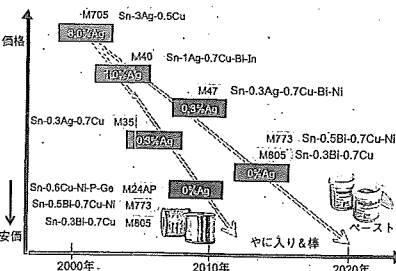 価格
M705 Sn-3Ag-0.5Cu
3.0%Ag
M40 Sn-1Ag-0.7Cu-Bi-In
1.0%Ag
M47 Sn-0.3Ag-0.7Cu-Bi-Ni
0.3%Ag
Sn-0.3Ag-0.7Cu M35
0.3%Ag
M773 Sn-0.5Bi-0.7Cu-Ni
M805 Sn-0.3Bi-0.7Cu
0%Ag
Sn-0.6Cu-Ni-P-Ge M24AP
0%Ag
Sn-0.5Bi-0.7Cu-Ni M773
Sn-0.3Bi-0.7Cu M805
ペースト
安価
やに入り&棒
2000年
2010年
2020年